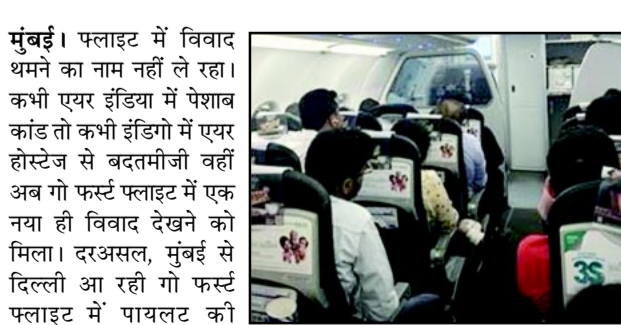 मुंबई। फ्लाइट में विवाद
थमने का नाम नहीं ले रहा।
कभी एयर इंडिया में पेशाब
कांड तो कभी इंडिगो में एयर
होस्टेज से बदतमीजी वहीं
अब गो फर्स्ट फ्लाइट में एक
नया ही विवाद देखने को
मिला। दरअसल, मुंबई से
दिल्ली आ रही गो फर्स्ट
फ्लाइट में पायलट की
3S